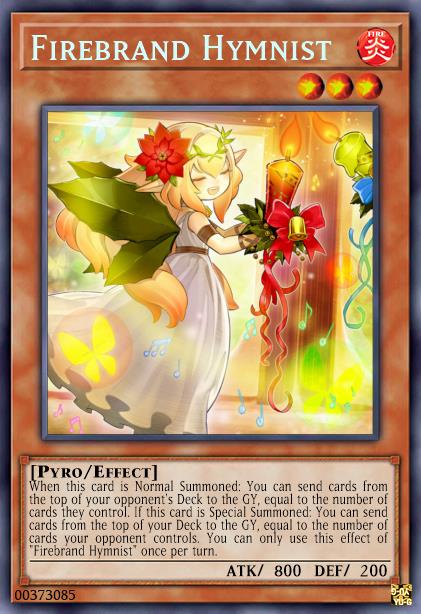 Firebrand Hymnist
FIRE
炎
[Pyro/Effect]
When this card is Normal Summoned: You can send cards from
the top of your opponent's Deck to the GY, equal to the number of
cards they control. If this card is Special Summoned: You can send
cards from the top of your Deck to the GY, equal to the number of
cards your opponent controls. You can only use this effect of
"Firebrand Hymnist" once per turn.
ATK/ 800 DEF/ 200
00373085